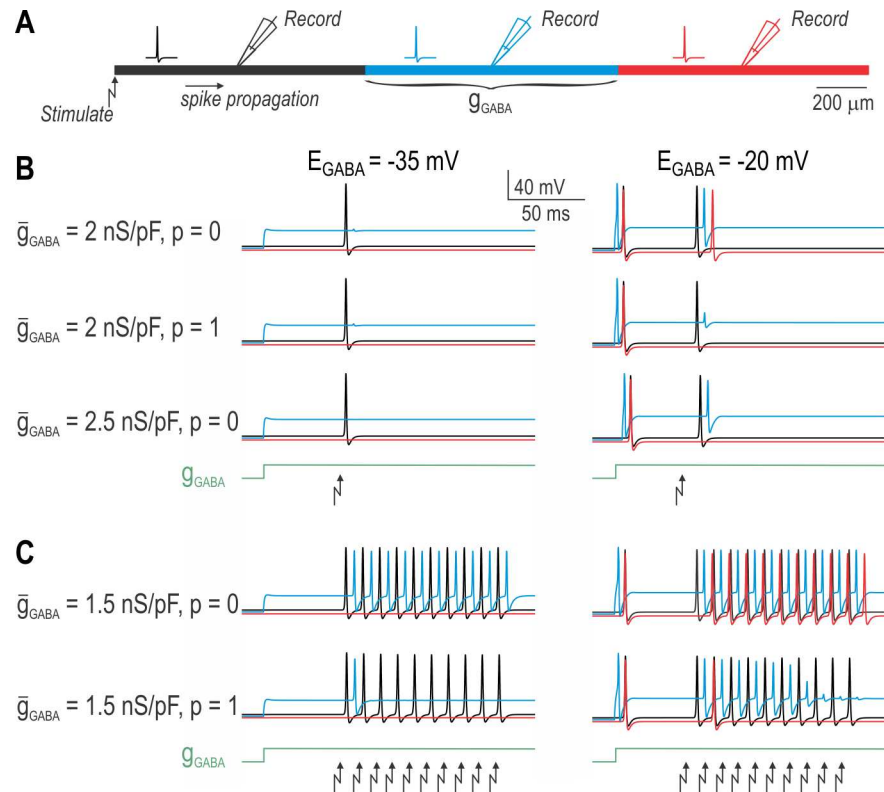 A
Record
Record
Record
Stimulate
spike propagation
gGABA
200 μm
B
EGABA = -35 mV
40 mV
50 ms
EGABA = -20 mV
ḡGABA = 2 nS/pF, p = 0
ḡGABA = 2 nS/pF, p = 1
ḡGABA = 2.5 nS/pF, p = 0
gGABA
C
ḡGABA = 1.5 nS/pF, p = 0
ḡGABA = 1.5 nS/pF, p = 1
gGABA